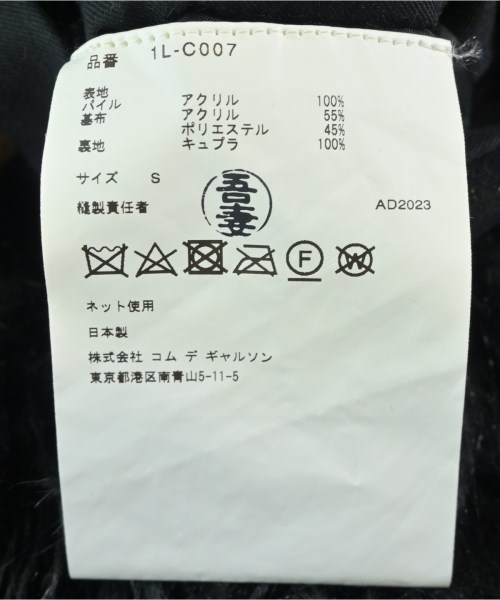 品番 1L-C007
表地
パイル アクリル 100%
基布 アクリル 55%
ポリエステル 45%
裏地 キュプラ 100%
サイズ S
縫製責任者 吾妻 AD2023
F W
ネット使用
日本製
株式会社 コム デ ギャルソン
東京都港区南青山5-11-5